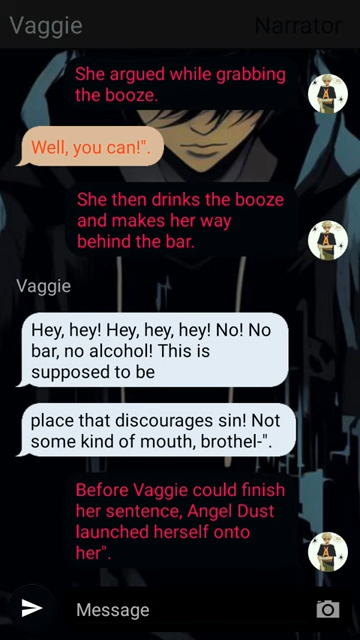 Vaggie Narrator
She argued while grabbing
the booze.
Well, you can!".
She then drinks the booze
and makes her way
behind the bar.
Vaggie
Hey, hey! Hey, hey, hey! No! No
bar, no alcohol! This is
supposed to be
place that discourages sin! Not
some kind of mouth, brothel-".
Before Vaggie could finish
her sentence, Angel Dust
launched herself onto
her".
Message